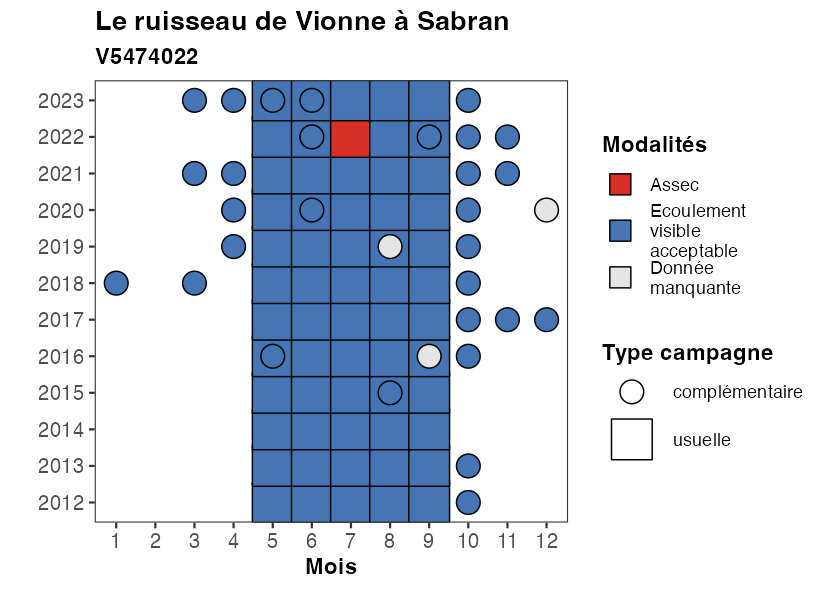 Le ruisseau de Vionne à Sabran
V5474022
2023
2022
2021
2020
2019
2018
2017
2016
2015
2014
2013
2012
1 2 3 4 5 6 7 8 9 10 11 12
Mois
Modalités
Assec
Ecoulement
visible
acceptable
Donnée
manquante
Type campagne
complémentaire
usuelle